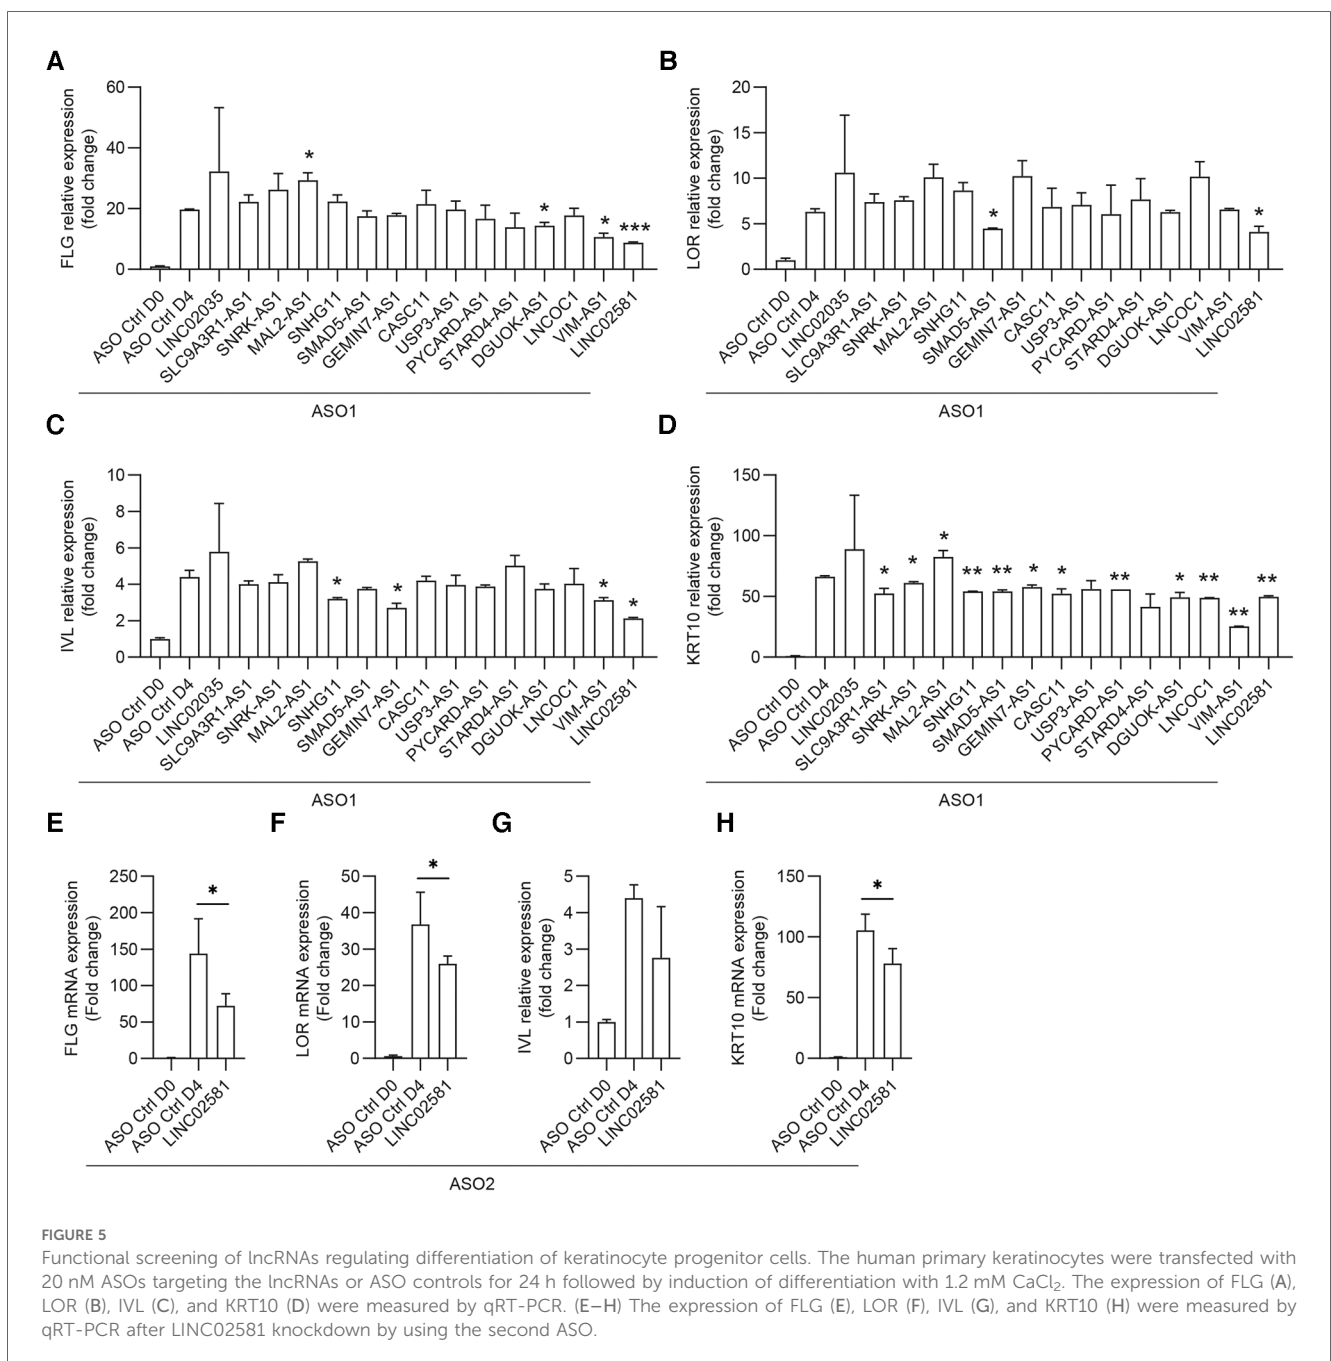 A
FLG relative expression
(fold change)
60
40
20
0
*
*
*
***
ASO Ctrl D0
ASO Ctrl D4
LINC02035
SLC9A3R1-AS1
SNRK-AS1
MAL2-AS1
SNHG11
SMAD5-AS1
GEMIN7-AS1
CASC11
USP3-AS1
PYCARD-AS1
STARD4-AS1
DGUOK-AS1
LNCOC1
VIM-AS1
LINC02581
ASO1
B
LOR relative expression
(fold change)
20
15
10
5
0
*
*
ASO Ctrl D0
ASO Ctrl D4
LINC02035
SLC9A3R1-AS1
SNRK-AS1
MAL2-AS1
SNHG11
SMAD5-AS1
GEMIN7-AS1
CASC11
USP3-AS1
PYCARD-AS1
STARD4-AS1
DGUOK-AS1
LNCOC1
VIM-AS1
LINC02581
ASO1
C
IVL relative expression
(fold change)
10
8
6
4
2
0
*
*
*
*
ASO Ctrl D0
ASO Ctrl D4
LINC02035
SLC9A3R1-AS1
SNRK-AS1
MAL2-AS1
SNHG11
SMAD5-AS1
GEMIN7-AS1
CASC11
USP3-AS1
PYCARD-AS1
STARD4-AS1
DGUOK-AS1
LNCOC1
VIM-AS1
LINC02581
ASO1
D
KRT10 relative expression
(fold change)
150
100
50
0
*
*
*
**
**
*
*
**
*
**
**
**
ASO Ctrl D0
ASO Ctrl D4
LINC02035
SLC9A3R1-AS1
SNRK-AS1
MAL2-AS1
SNHG11
SMAD5-AS1
GEMIN7-AS1
CASC11
USP3-AS1
PYCARD-AS1
STARD4-AS1
DGUOK-AS1
LNCOC1
VIM-AS1
LINC02581
ASO1
E
FLG mRNA expression
(Fold change)
250
200
150
100
50
0
*
ASO Ctrl D0
ASO Ctrl D4
LINC02581
F
LOR mRNA expression
(Fold change)
50
40
30
20
10
0
*
ASO Ctrl D0
ASO Ctrl D4
LINC02581
G
IVL relative expression
(fold change)
5
4
3
2
1
0
ASO Ctrl D0
ASO Ctrl D4
LINC02581
H
KRT10 mRNA expression
(Fold change)
150
100
50
0
*
ASO Ctrl D0
ASO Ctrl D4
LINC02581
ASO2
FIGURE 5
Functional screening of lncRNAs regulating differentiation of keratinocyte progenitor cells. The human primary keratinocytes were transfected with
20 nM ASOs targeting the lncRNAs or ASO controls for 24 h followed by induction of differentiation with 1.2 mM CaCl₂. The expression of FLG (A),
LOR (B), IVL (C), and KRT10 (D) were measured by qRT-PCR. (E–H) The expression of FLG (E), LOR (F), IVL (G), and KRT10 (H) were measured by
qRT-PCR after LINC02581 knockdown by using the second ASO.